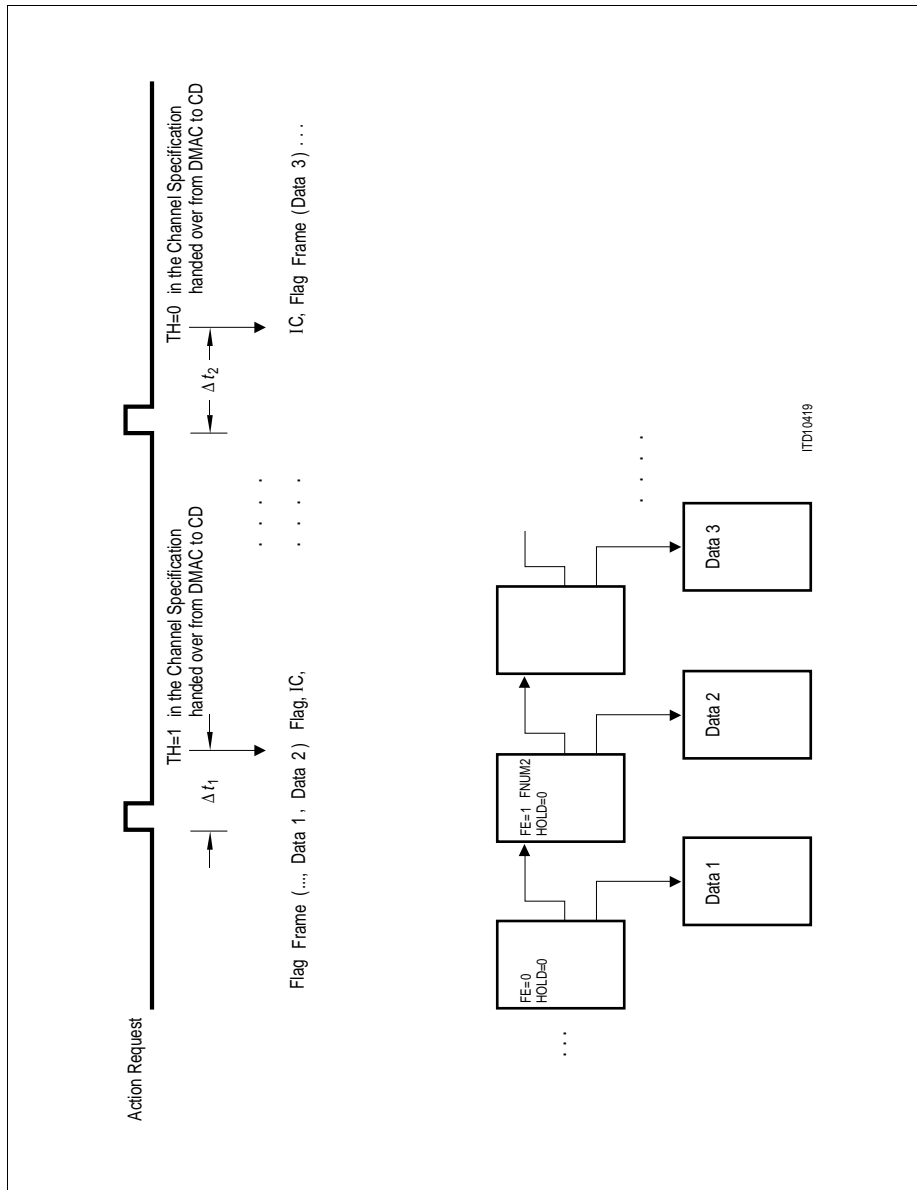 Action Request
TH=1 in the Channel Specification
handed over from DMAC to CD
TH=0 in the Channel Specification
handed over from DMAC to CD
Δt₁
Δt₂
Flag Frame (..., Data 1, Data 2) Flag, IC,
. . . .
. . . .
IC, Flag Frame (Data 3) . . .
. . .
FE=0
HOLD=0
FE=1 FNUM2
HOLD=0
. . . .
Data 1
Data 2
Data 3
ITD10419